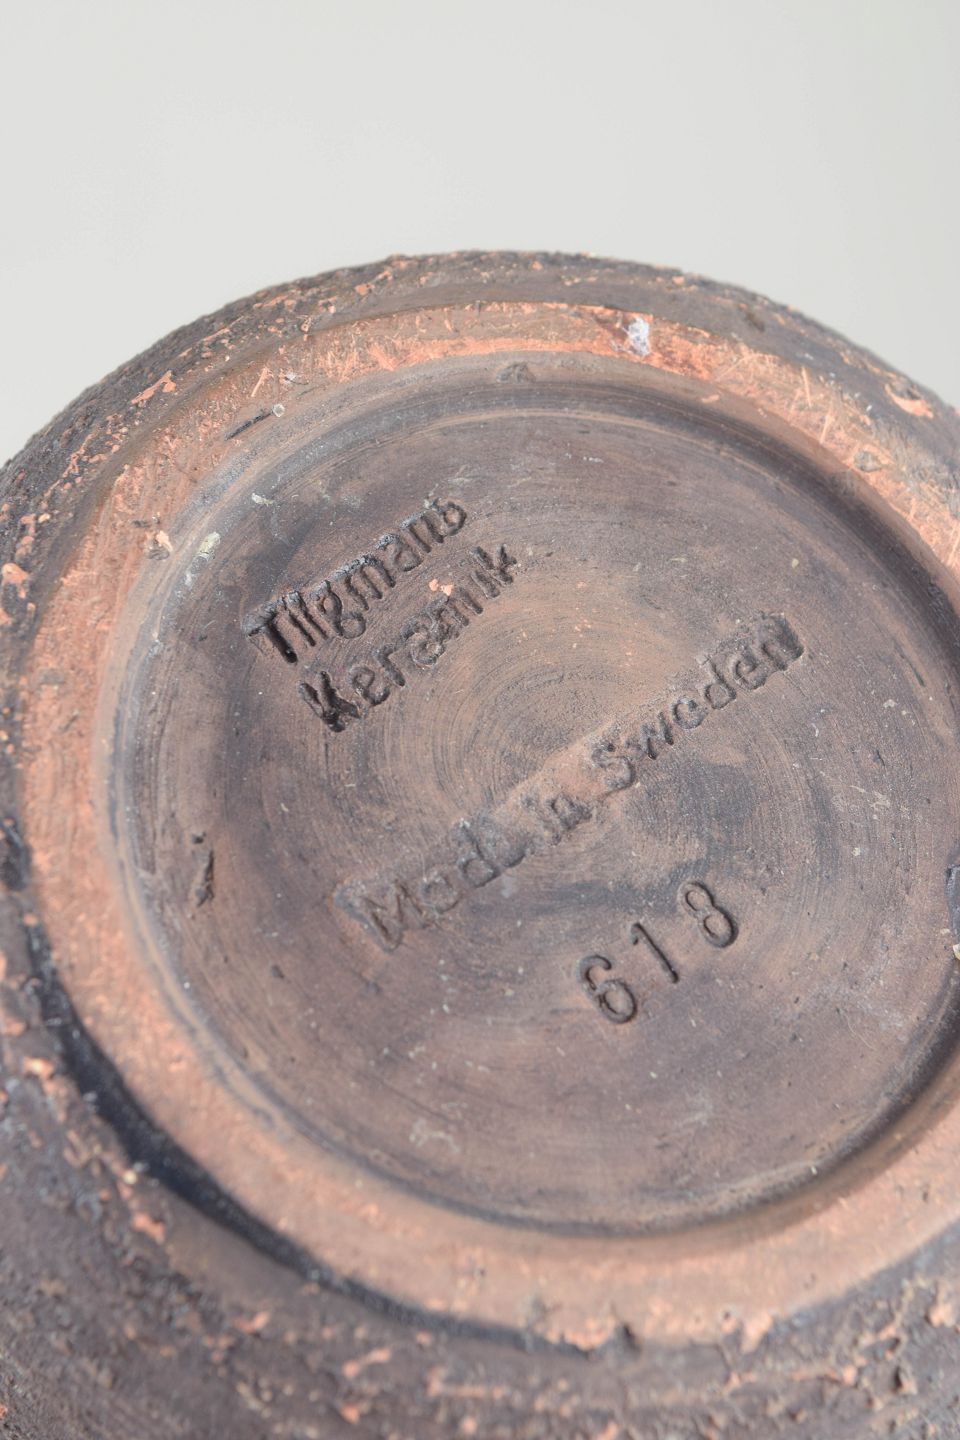 Tilgmans
Keramik
Made in Sweden
618